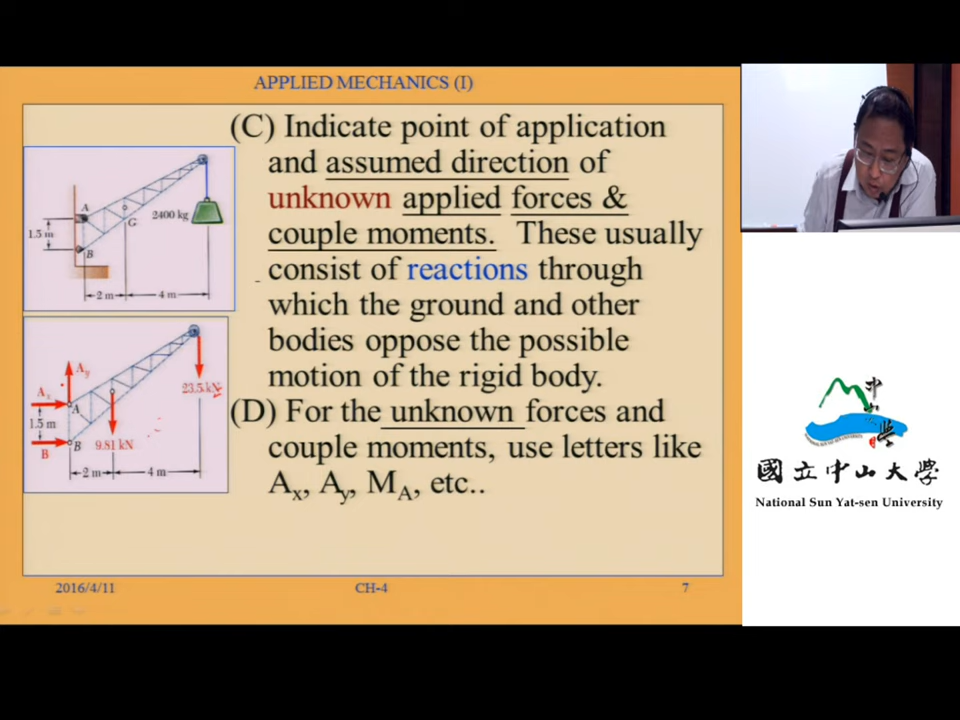 APPLIED MECHANICS (I)
(C) Indicate point of application
and assumed direction of
unknown applied forces &
couple moments. These usually
consist of reactions through
which the ground and other
bodies oppose the possible
motion of the rigid body.
(D) For the unknown forces and
couple moments, use letters like
Ax, Ay, MA, etc..
A
2400 kg
G
1.5 m
B
2 m
4 m
Ay
Ax
23.5 kN
A
1.5 m
B
B
9.81 kN
2 m
4 m
2016/4/11
CH-4
7
中山大學
國立中山大學
National Sun Yat-sen University